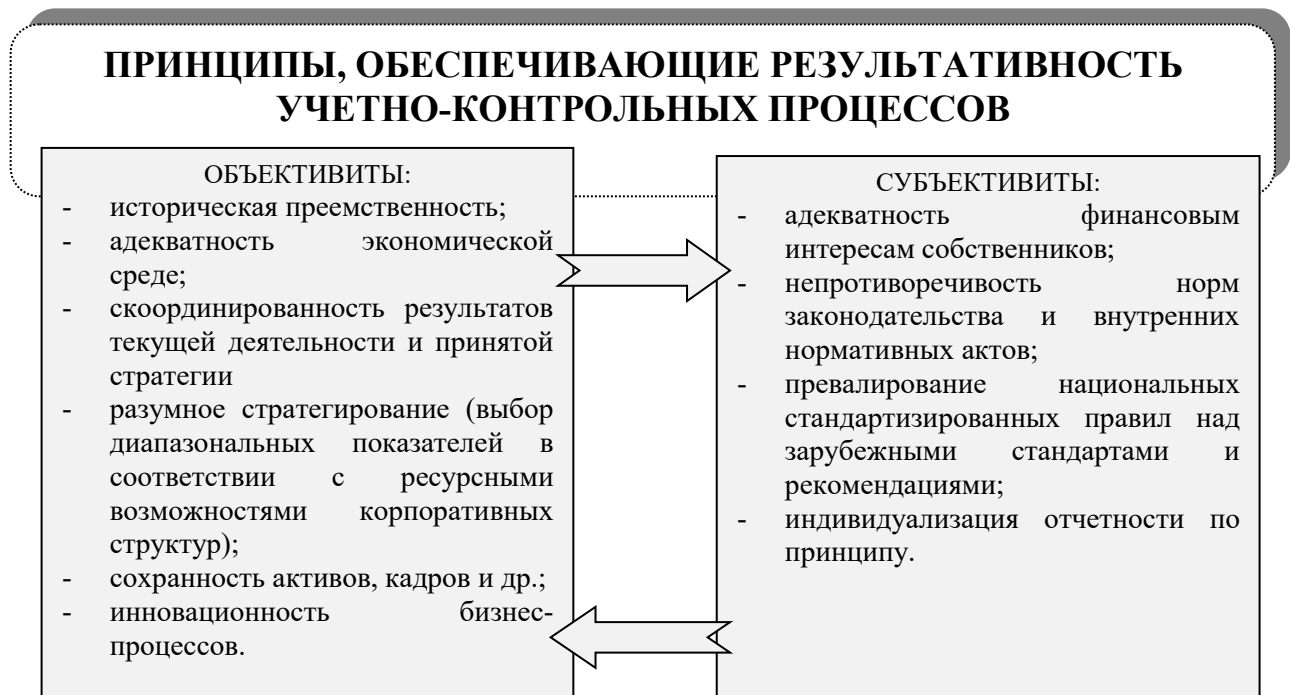 ПРИНЦИПЫ, ОБЕСПЕЧИВАЮЩИЕ РЕЗУЛЬТАТИВНОСТЬ
УЧЕТНО-КОНТРОЛЬНЫХ ПРОЦЕССОВ
ОБЪЕКТИВИТЫ:
- историческая преемственность;
- адекватность экономической
среде;
- скоординированность результатов
текущей деятельности и принятой
стратегии
- разумное стратегирование (выбор
диапазональных показателей в
соответствии с ресурсными
возможностями корпоративных
структур);
- сохранность активов, кадров и др.;
- инновационность бизнес-
процессов.
СУБЪЕКТИВИТЫ:
- адекватность финансовым
интересам собственников;
- непротиворечивость норм
законодательства и внутренних
нормативных актов;
- превалирование национальных
стандартизированных правил над
зарубежными стандартами и
рекомендациями;
- индивидуализация отчетности по
принципу.